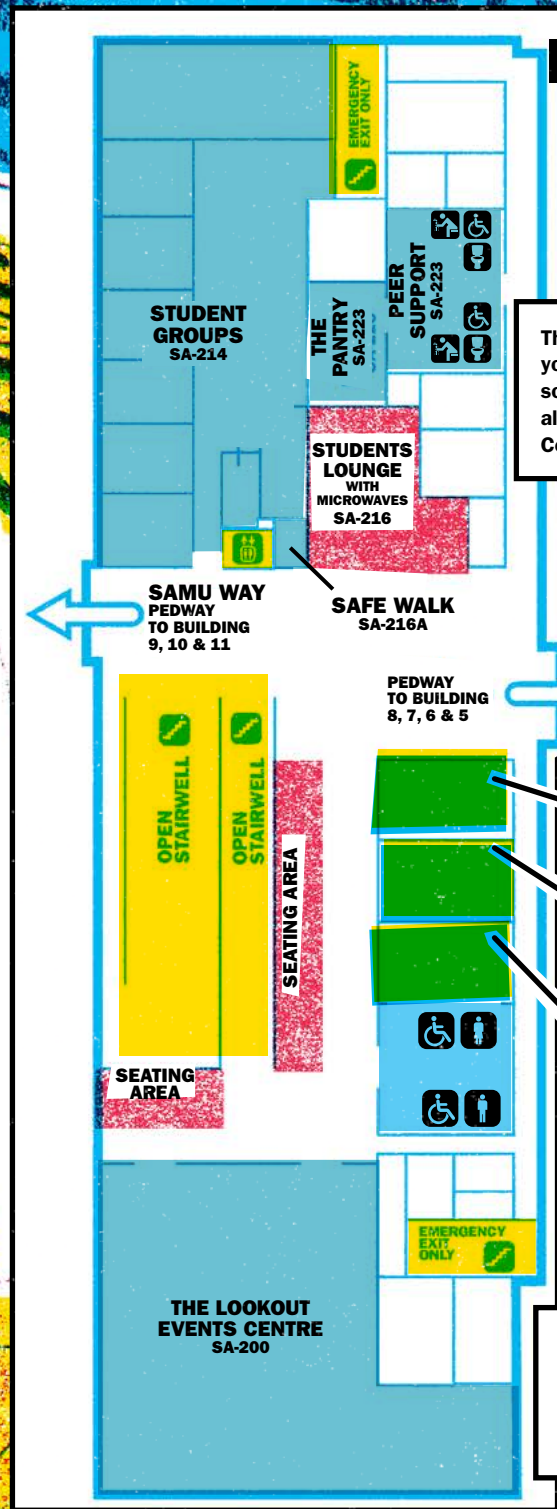 EMERGENCY
EXIT ONLY
STUDENT
GROUPS
SA-214
THE
PANTRY
SA-223
PEER
SUPPORT
SA-223
STUDENTS
LOUNGE
WITH
MICROWAVES
SA-216
SAMU WAY
PEDWAY
TO BUILDING
9, 10 & 11
SAFE WALK
SA-216A
PEDWAY
TO BUILDING
8, 7, 6 & 5
OPEN
STAIRWELL
OPEN
STAIRWELL
SEATING AREA
SEATING
AREA
EMERGENCY
EXIT
ONLY
THE LOOKOUT
EVENTS CENTRE
SA-200